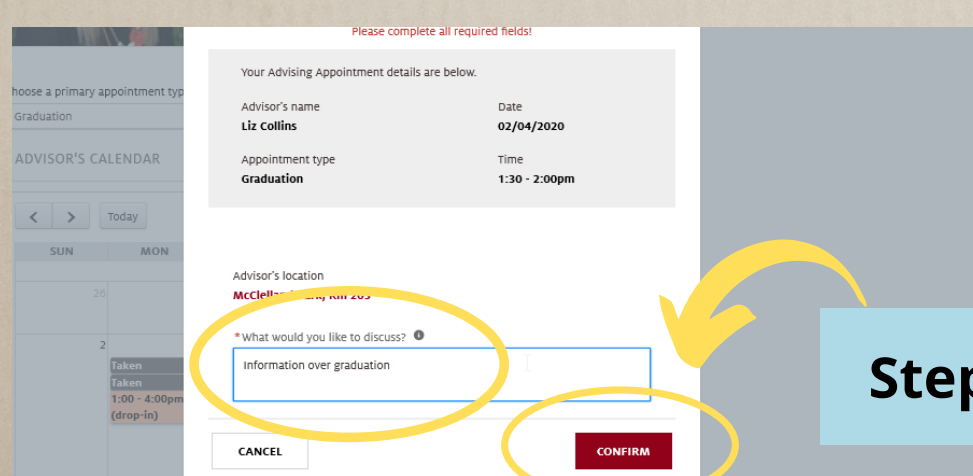 Please complete all required fields!
Your Advising Appointment details are below.
Advisor's name
Date
Liz Collins
02/04/2020
Appointment type
Time
Graduation
1:30 - 2:00pm
Advisor's location
Rm 203
*What would you like to discuss?
Information over graduation
CANCEL
CONFIRM
hoose a primary appointment typ
Graduation
ADVISOR'S CALENDAR
< > Today
SUN MON
26
2
Taken
Taken
1:00 - 4:00pm
(drop-in)
Step